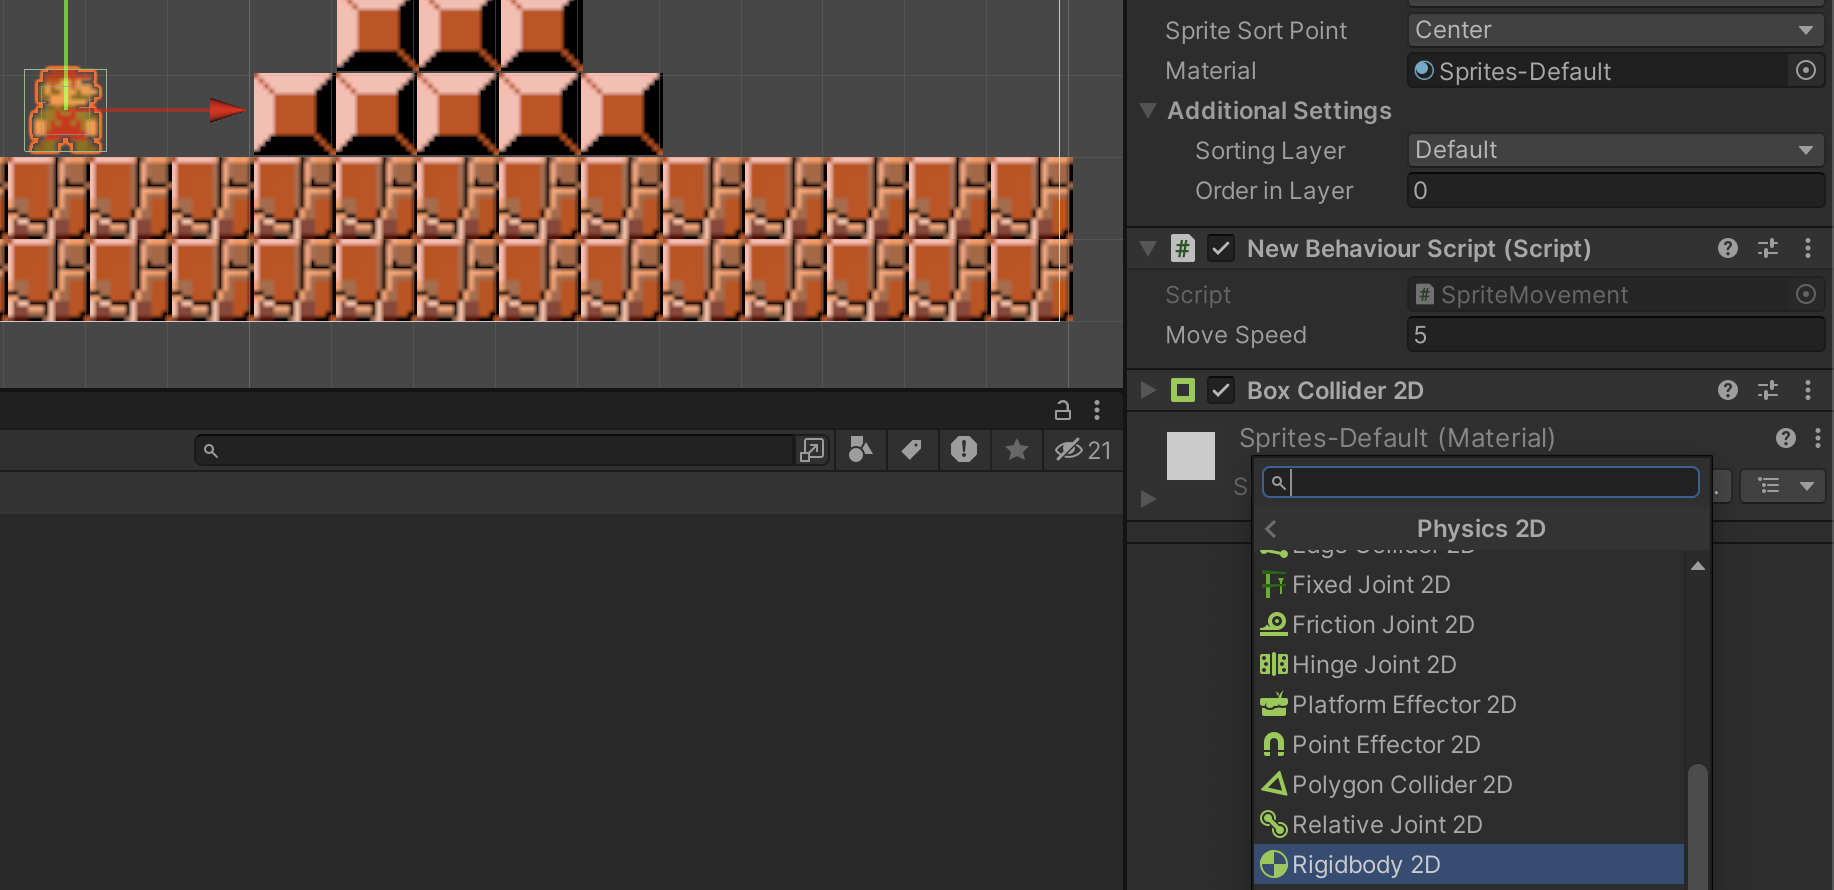 Sprite Sort Point Center
Material Sprites-Default
Additional Settings
Sorting Layer Default
Order in Layer 0
# New Behaviour Script (Script)
Script # SpriteMovement
Move Speed 5
Box Collider 2D
21
Sprites-Default (Material)
S
Physics 2D
Edge Collider 2D
Fixed Joint 2D
Friction Joint 2D
Hinge Joint 2D
Platform Effector 2D
Point Effector 2D
Polygon Collider 2D
Relative Joint 2D
Rigidbody 2D